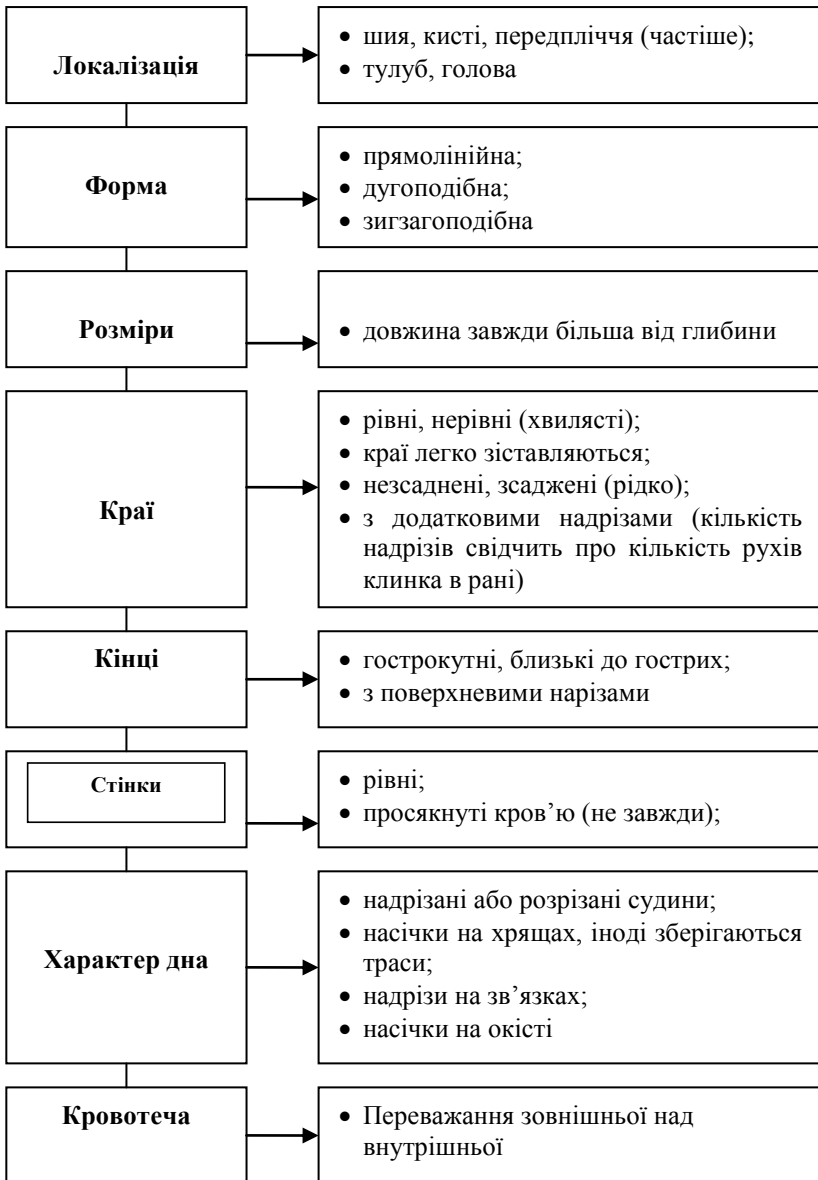 Локалізація
• шия, кисті, передпліччя (частіше);
• тулуб, голова
Форма
• прямолінійна;
• дугоподібна;
• зигзагоподібна
Розміри
• довжина завжди більша від глибини
Краї
• рівні, нерівні (хвилясті);
• краї легко зіставляються;
• незсаднені, зсаджені (рідко);
• з додатковими надрізами (кількість
надрізів свідчить про кількість рухів
клинка в рані)
Кінці
• гострокутні, близькі до гострих;
• з поверхневими нарізами
Стінки
• рівні;
• просякнуті кров’ю (не завжди);
Характер дна
• надрізані або розрізані судини;
• насічки на хрящах, іноді зберігаються
траси;
• надрізи на зв’язках;
• насічки на окісті
Кровотеча
• Переважання зовнішньої над
внутрішньої